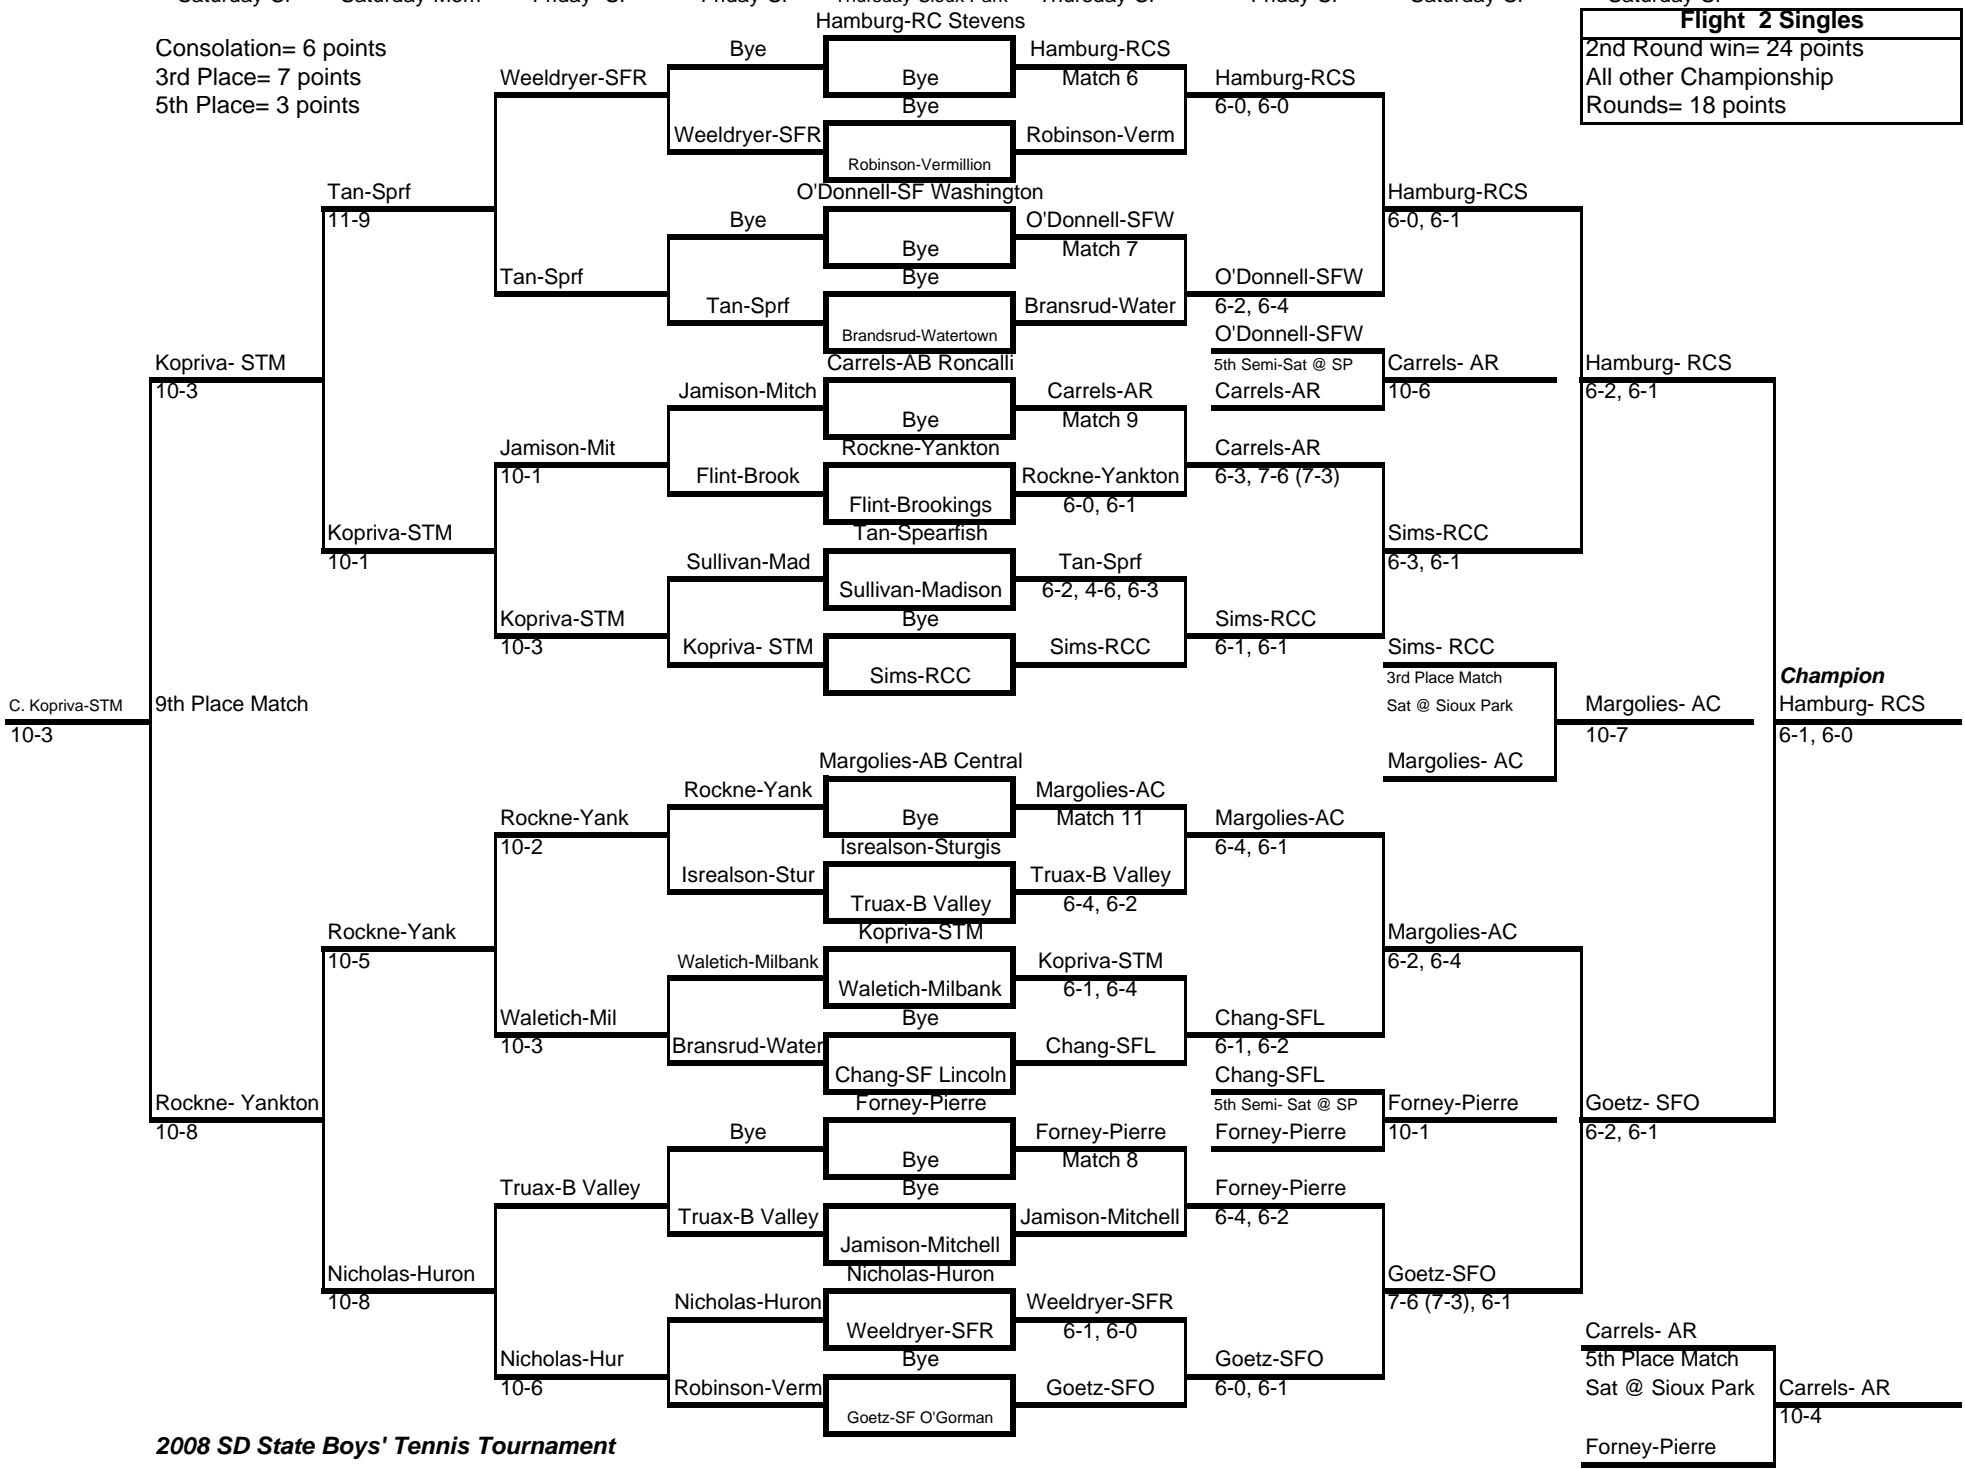 Hamburg-RC Stevens
Flight 2 Singles
Consolation= 6 points
3rd Place= 7 points
5th Place= 3 points
2nd Round win= 24 points
All other Championship
Rounds= 18 points
Bye
Hamburg-RCS
Weeldryer-SFR
Bye
Match 6
Hamburg-RCS
Bye
6-0, 6-0
Weeldryer-SFR
Robinson-Verm
Robinson-Vermillion
Tan-Sprf
O'Donnell-SF Washington
Hamburg-RCS
11-9
Bye
O'Donnell-SFW
6-0, 6-1
Bye
Match 7
Tan-Sprf
Bye
O'Donnell-SFW
Tan-Sprf
Bransrud-Water
6-2, 6-4
Brandsrud-Watertown
O'Donnell-SFW
Kopriva- STM
Carrels-AB Roncalli
5th Semi-Sat @ SP
Carrels- AR
Hamburg- RCS
10-3
Jamison-Mitch
Carrels-AR
Carrels-AR
10-6
6-2, 6-1
Bye
Match 9
Jamison-Mit
Rockne-Yankton
Carrels-AR
10-1
Flint-Brook
Rockne-Yankton
6-3, 7-6 (7-3)
Flint-Brookings
6-0, 6-1
Kopriva-STM
Tan-Spearfish
Sims-RCC
10-1
Sullivan-Mad
Tan-Sprf
6-3, 6-1
Sullivan-Madison
6-2, 4-6, 6-3
Kopriva-STM
Bye
Sims-RCC
10-3
Kopriva- STM
Sims-RCC
6-1, 6-1
Sims- RCC
Sims-RCC
3rd Place Match
Champion
C. Kopriva-STM
9th Place Match
Sat @ Sioux Park
Margolies- AC
Hamburg- RCS
10-3
10-7
6-1, 6-0
Margolies-AB Central
Margolies- AC
Rockne-Yank
Margolies-AC
Rockne-Yank
Bye
Match 11
Margolies-AC
10-2
Isrealson-Sturgis
6-4, 6-1
Isrealson-Stur
Truax-B Valley
Truax-B Valley
6-4, 6-2
Rockne-Yank
Kopriva-STM
Margolies-AC
10-5
Waletich-Milbank
Kopriva-STM
6-2, 6-4
Waletich-Milbank
6-1, 6-4
Waletich-Mil
Bye
Chang-SFL
10-3
Bransrud-Water
Chang-SFL
6-1, 6-2
Chang-SF Lincoln
Chang-SFL
Rockne- Yankton
Forney-Pierre
5th Semi- Sat @ SP
Forney-Pierre
Goetz- SFO
10-8
Bye
Forney-Pierre
Forney-Pierre
10-1
6-2, 6-1
Bye
Match 8
Truax-B Valley
Bye
Forney-Pierre
Truax-B Valley
Jamison-Mitchell
6-4, 6-2
Jamison-Mitchell
Nicholas-Huron
Nicholas-Huron
Goetz-SFO
10-8
Nicholas-Huron
Weeldryer-SFR
7-6 (7-3), 6-1
Weeldryer-SFR
6-1, 6-0
Carrels- AR
Nicholas-Hur
Bye
Goetz-SFO
5th Place Match
10-6
Robinson-Verm
Goetz-SFO
6-0, 6-1
Sat @ Sioux Park
Carrels- AR
Goetz-SF O'Gorman
10-4
2008 SD State Boys' Tennis Tournament
Forney-Pierre